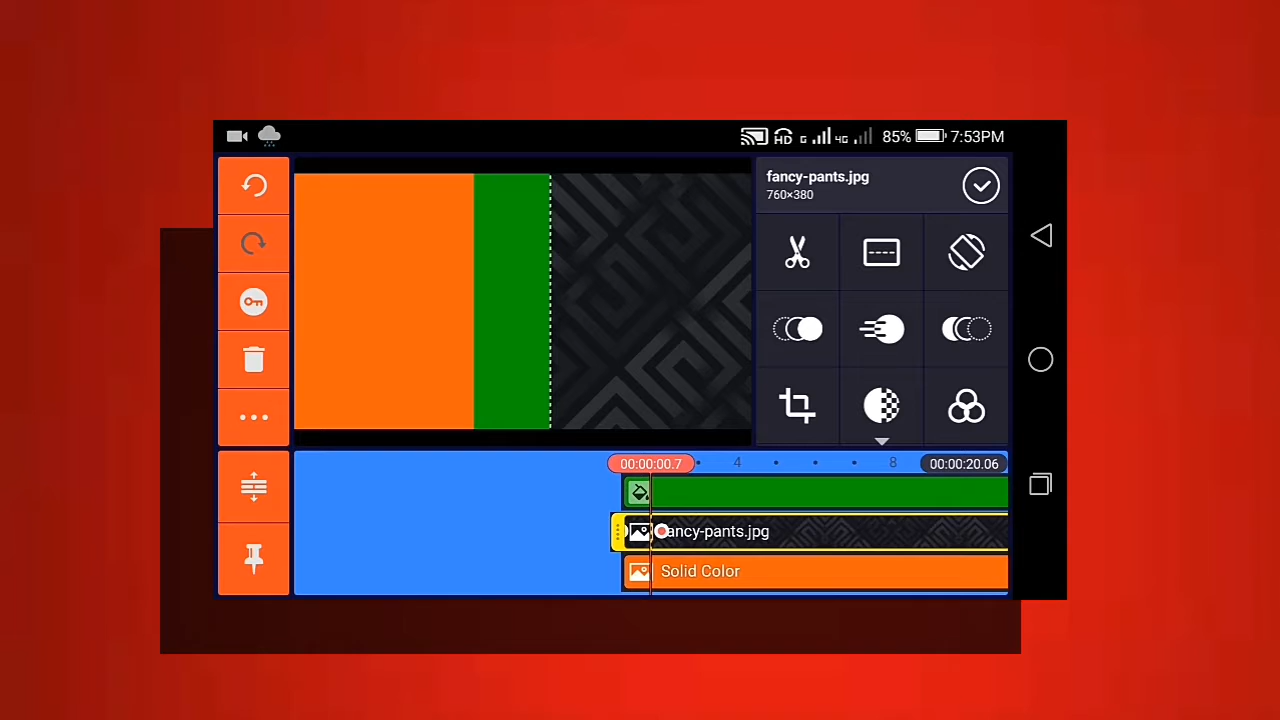 HD G 4G 85% 7:53PM
fancy-pants.jpg
760×380
00:00:00.7 4 8 00:00:20.06
ancy-pants.jpg
Solid Color